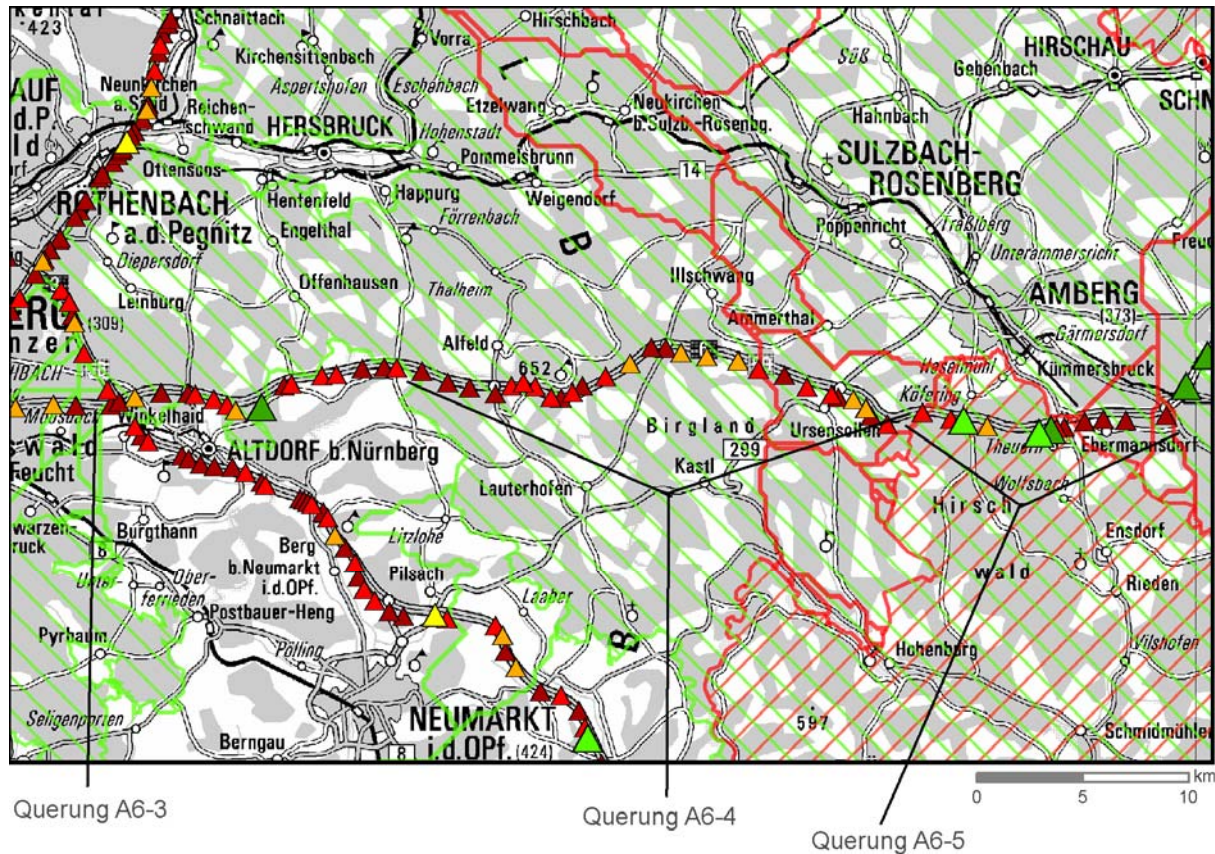 423
Schnaittach
Hirschbach
Vorra
Kirchensittenbach
Aspertshofen
Eschenbach
Süß
HIRSCHAU
Gebenbach
Neunkirchen
a.Sand
Reichen-
schwand
HERSBRUCK
Hohenstadt
Etzelwang
Neukirchen
b.Sulzb.-Rosenbg.
Hahnbach
SULZBACH-
ROSENBERG
Ottensoos
Pommelsbrunn
14
Weigendorf
Happurg
Henfenfeld
RÖTHENBACH
a.d.Pegnitz
Engelthal
Förrenbach
Poppenricht
Traßlberg
Unterammersricht
Diepersdorf
Leinburg
Offenhausen
Thalheim
Illschwang
AMBERG
(373)
(309)
Ammerthal
Gärmersdorf
Alfeld
652
Haselmühl
Kümmersbruck
Köfering
Moosbach
Winkelhaid
Birgland
Ursensollen
Theuern
Ebermannsdorf
ALTDORF b.Nürnberg
299
Feucht
Kastl
Lauterhofen
Hirsch
wald
Wolfsbach
Ensdorf
Burgthann
8
Litzlohe
Berg
b.Neumarkt
i.d.OPf.
Pilsach
Unter-
Ober-
ferrieden
Postbauer-Heng
Laaber
Rieden
Pyrbaum
Pölling
Hohenburg
Vilshofen
Seligenporten
NEUMARKT
i.d.OPf. (424)
597
Schmidmühlen
Berngau
8
A
L
B
B
km
0 5 10
Querung A6-3
Querung A6-4
Querung A6-5